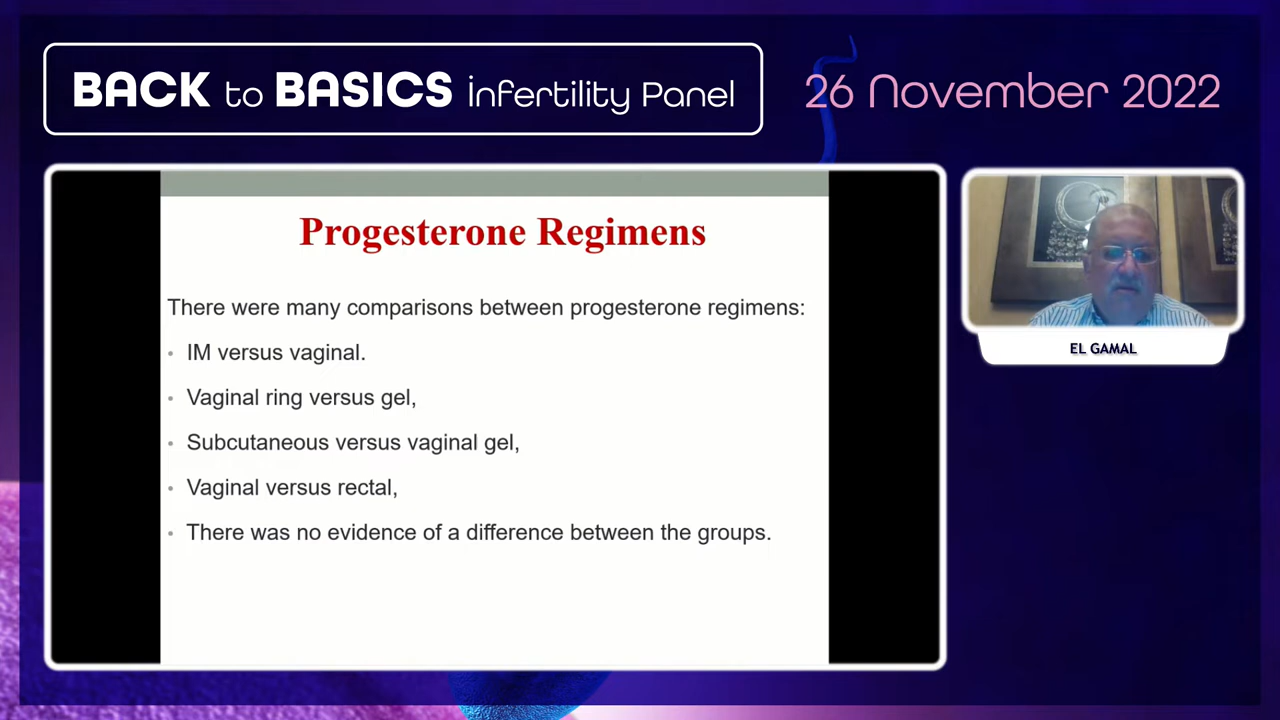 BACK to BASICS infertility Panel
26 November 2022
Progesterone Regimens
There were many comparisons between progesterone regimens:
• IM versus vaginal.
• Vaginal ring versus gel,
• Subcutaneous versus vaginal gel,
• Vaginal versus rectal,
• There was no evidence of a difference between the groups.
EL GAMAL